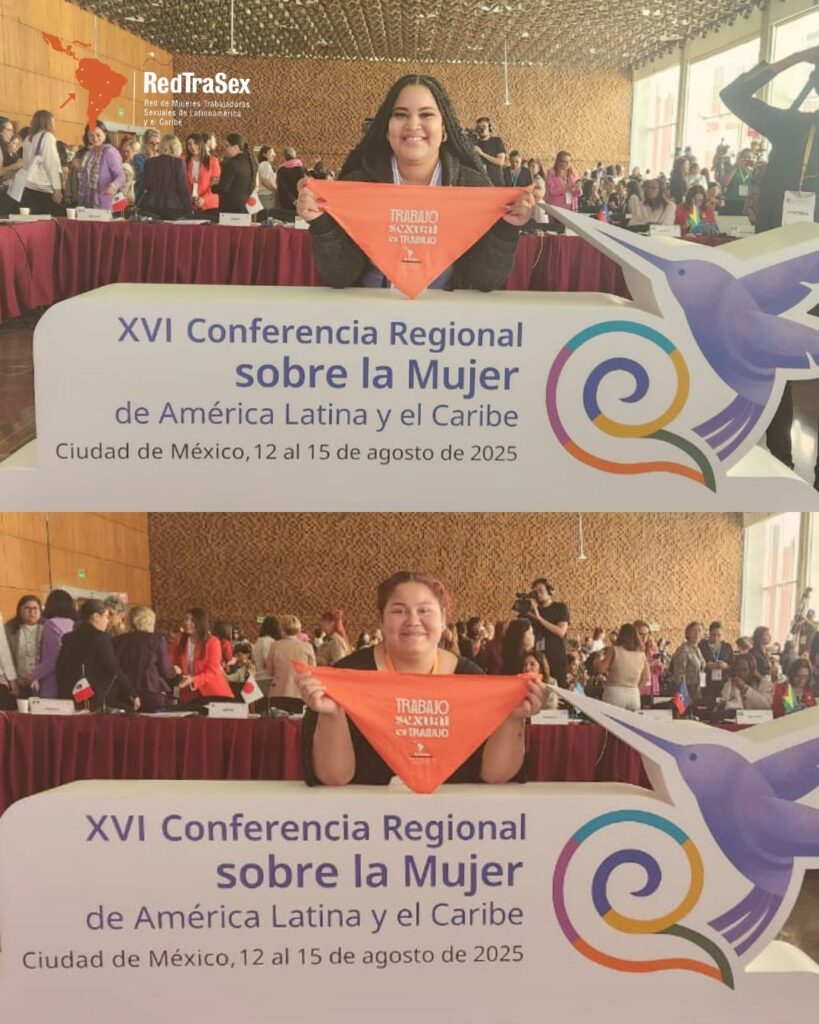 RedTraSex
Red de Mujeres Trabajadoras
Sexuales de Latinoamérica
y el Caribe
TRABAJO
sexual
es TRABAJO
XVI Conferencia Regional
sobre la Mujer
de América Latina y el Caribe
Ciudad de México, 12 al 15 de agosto de 2025
TRABAJO
sexual
es TRABAJO
XVI Conferencia Regional
sobre la Mujer
de América Latina y el Caribe
Ciudad de México, 12 al 15 de agosto de 2025